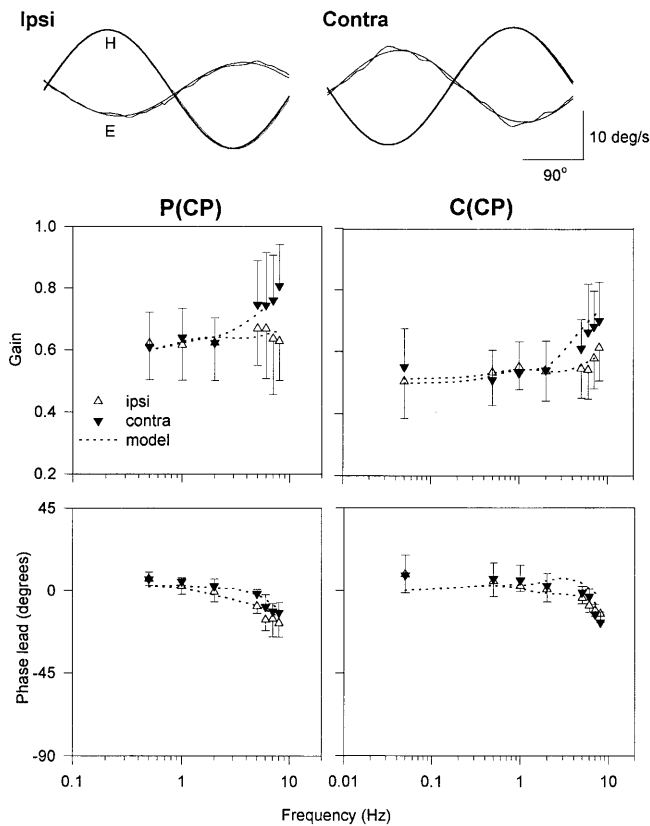 Ipsi
Contra
H
E
10 deg/s
90°
P(CP)
C(CP)
1.0
0.8
0.6
0.4
0.2
Gain
ipsi
contra
model
45
0
-45
-90
Phase lead (degrees)
0.1
1
10
0.01
0.1
1
10
Frequency (Hz)